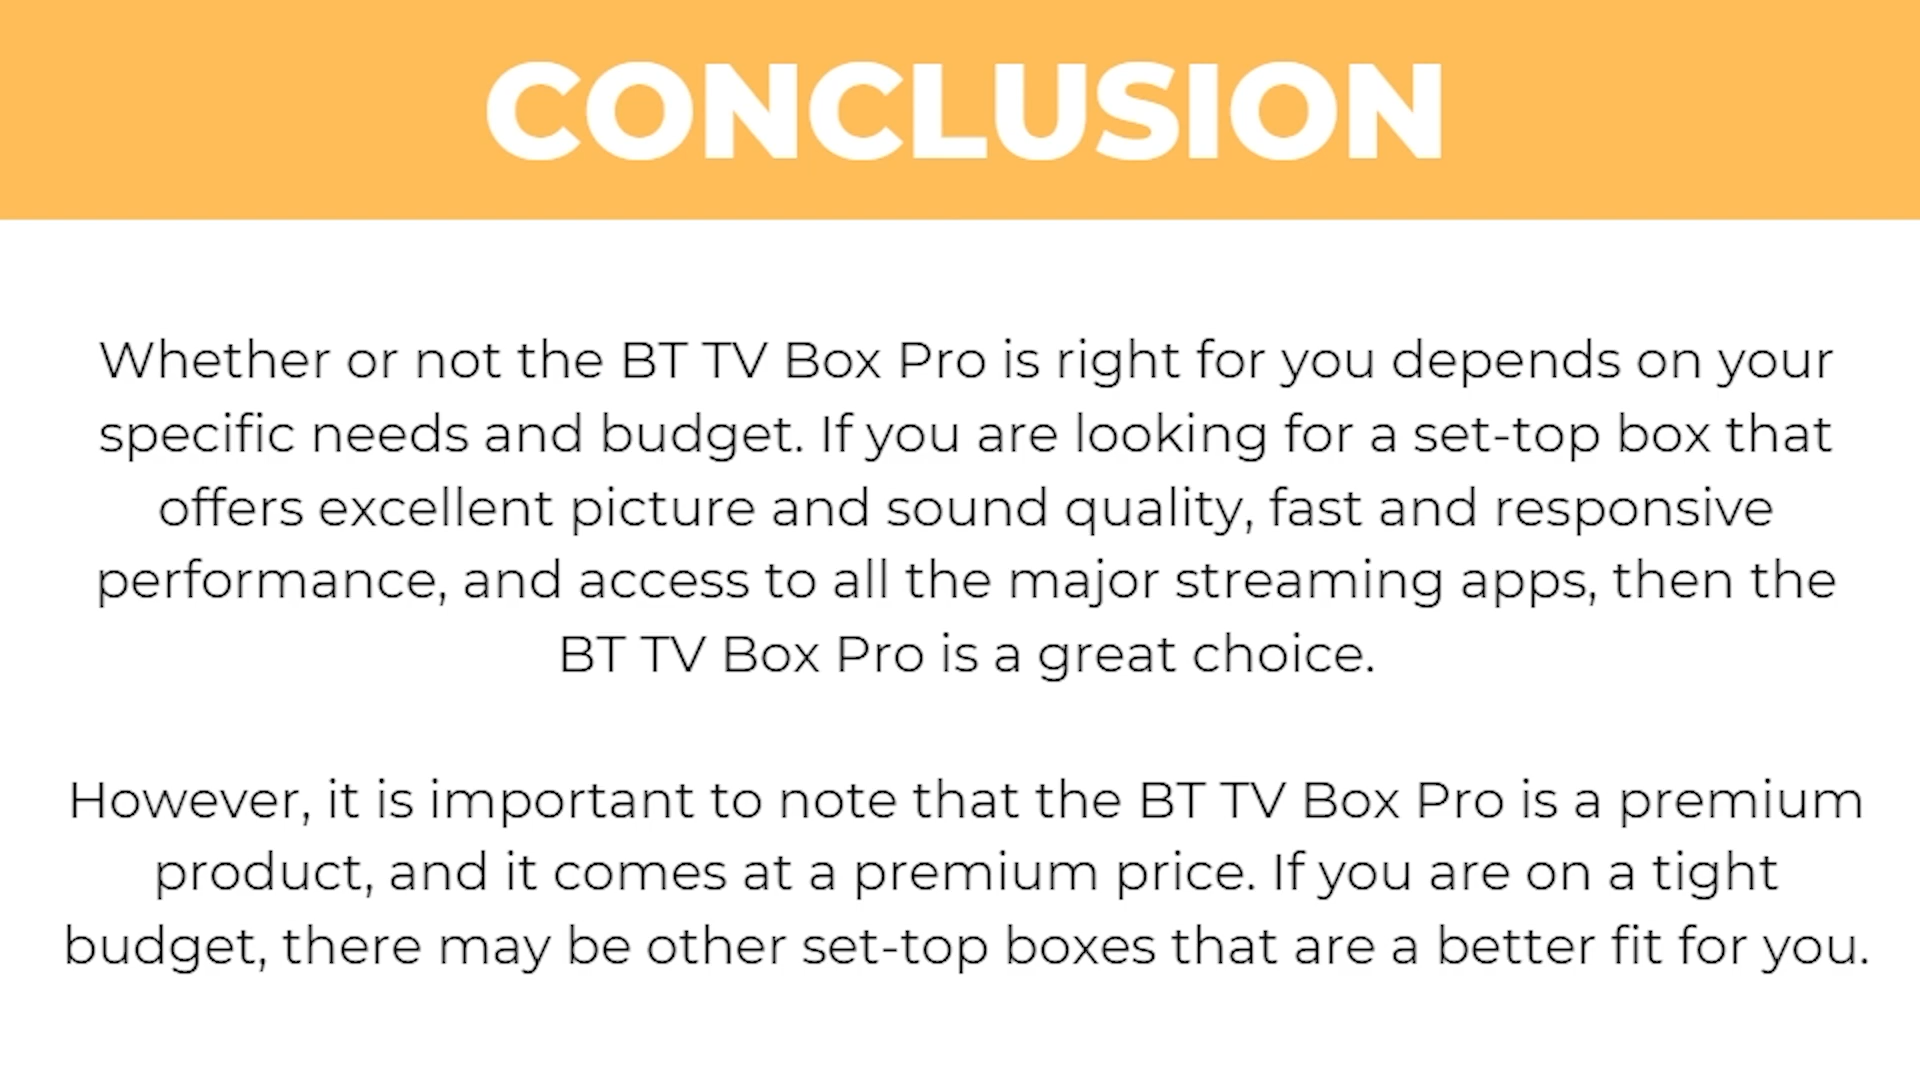 CONCLUSION
Whether or not the BT TV Box Pro is right for you depends on your
specific needs and budget. If you are looking for a set-top box that
offers excellent picture and sound quality, fast and responsive
performance, and access to all the major streaming apps, then the
BT TV Box Pro is a great choice.
However, it is important to note that the BT TV Box Pro is a premium
product, and it comes at a premium price. If you are on a tight
budget, there may be other set-top boxes that are a better fit for you.